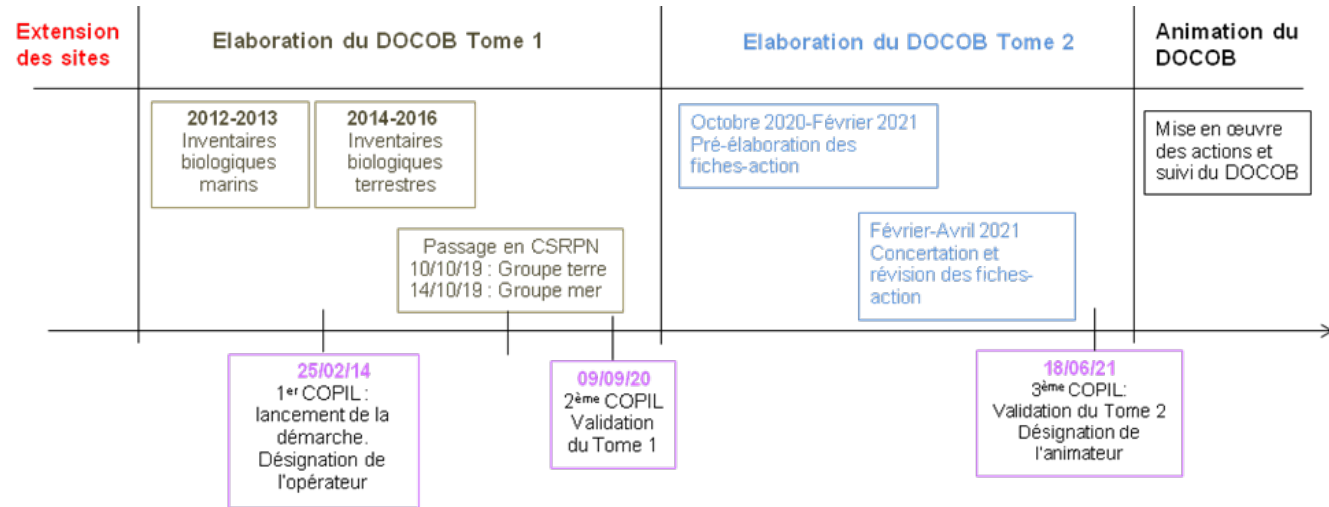 Extension
des sites
Elaboration du DOCOB Tome 1
Elaboration du DOCOB Tome 2
Animation du
DOCOB
2012-2013
Inventaires
biologiques
marins
2014-2016
Inventaires
biologiques
terrestres
Octobre 2020-Février 2021
Pré-élaboration des
fiches-action
Mise en œuvre
des actions et
suivi du DOCOB
Passage en CSRPN
10/10/19 : Groupe terre
14/10/19 : Groupe mer
Février-Avril 2021
Concertation et
révision des fiches-
action
25/02/14
1er COPIL :
lancement de la
démarche.
Désignation de
l'opérateur
09/09/20
2ème COPIL
Validation
du Tome 1
18/06/21
3ème COPIL:
Validation du Tome 2
Désignation de
l'animateur